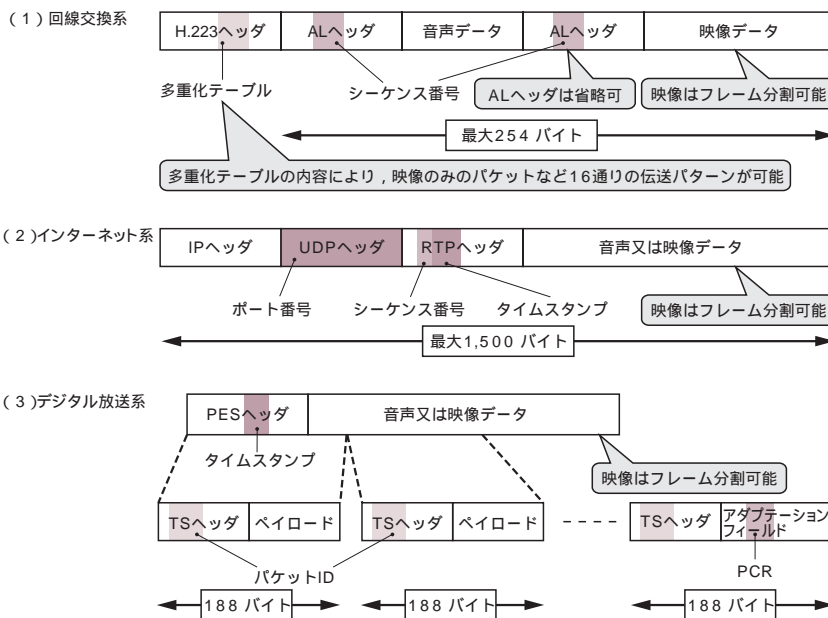 (1)回線交換系
H.223ヘッダ ALヘッダ 音声データ ALヘッダ 映像データ
多重化テーブル シーケンス番号 ALヘッダは省略可 映像はフレーム分割可能
最大254 バイト
多重化テーブルの内容により,映像のみのパケットなど16通りの伝送パターンが可能
(2)インターネット系
IPヘッダ UDPヘッダ RTPヘッダ 音声又は映像データ
ポート番号 シーケンス番号 タイムスタンプ 映像はフレーム分割可能
最大1,500 バイト
(3)デジタル放送系
PESヘッダ 音声又は映像データ
タイムスタンプ
映像はフレーム分割可能
TSヘッダ ペイロード TSヘッダ ペイロード TSヘッダ アダプテーション
フィールド
パケットID PCR
188 バイト 188 バイト 188 バイト